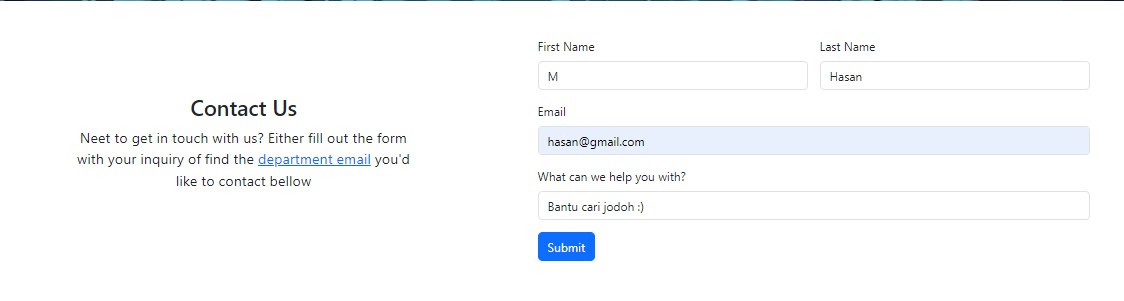 Contact Us
Neet to get in touch with us? Either fill out the form
with your inquiry of find the department email you'd
like to contact bellow
First Name
Last Name
M
Hasan
Email
hasan@gmail.com
What can we help you with?
Bantu cari jodoh :)
Submit